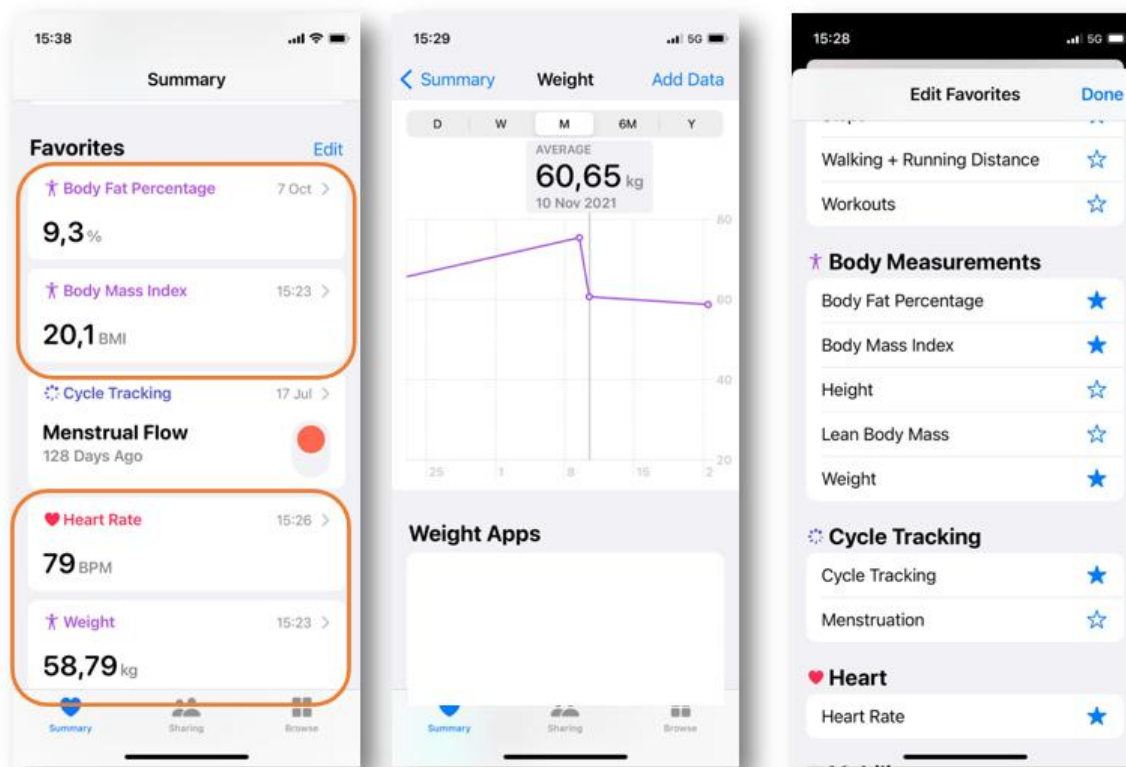 15:38
Summary
Favorites
Edit
Body Fat Percentage
7 Oct
9,3 %
Body Mass Index
15:23
20,1 BMI
Cycle Tracking
17 Jul
Menstrual Flow
128 Days Ago
Heart Rate
15:26
79 BPM
Weight
15:23
58,79 kg
Summary
Sharing
Browse
15:29
5G
Summary
Weight
Add Data
D W M 6M Y
AVERAGE
60,65 kg
10 Nov 2021
80
60
40
20
25 1 8 15 2
Weight Apps
Summary
Sharing
Browse
15:28
5G
Edit Favorites
Done
Walking + Running Distance
Workouts
Body Measurements
Body Fat Percentage
Body Mass Index
Height
Lean Body Mass
Weight
Cycle Tracking
Cycle Tracking
Menstruation
Heart
Heart Rate